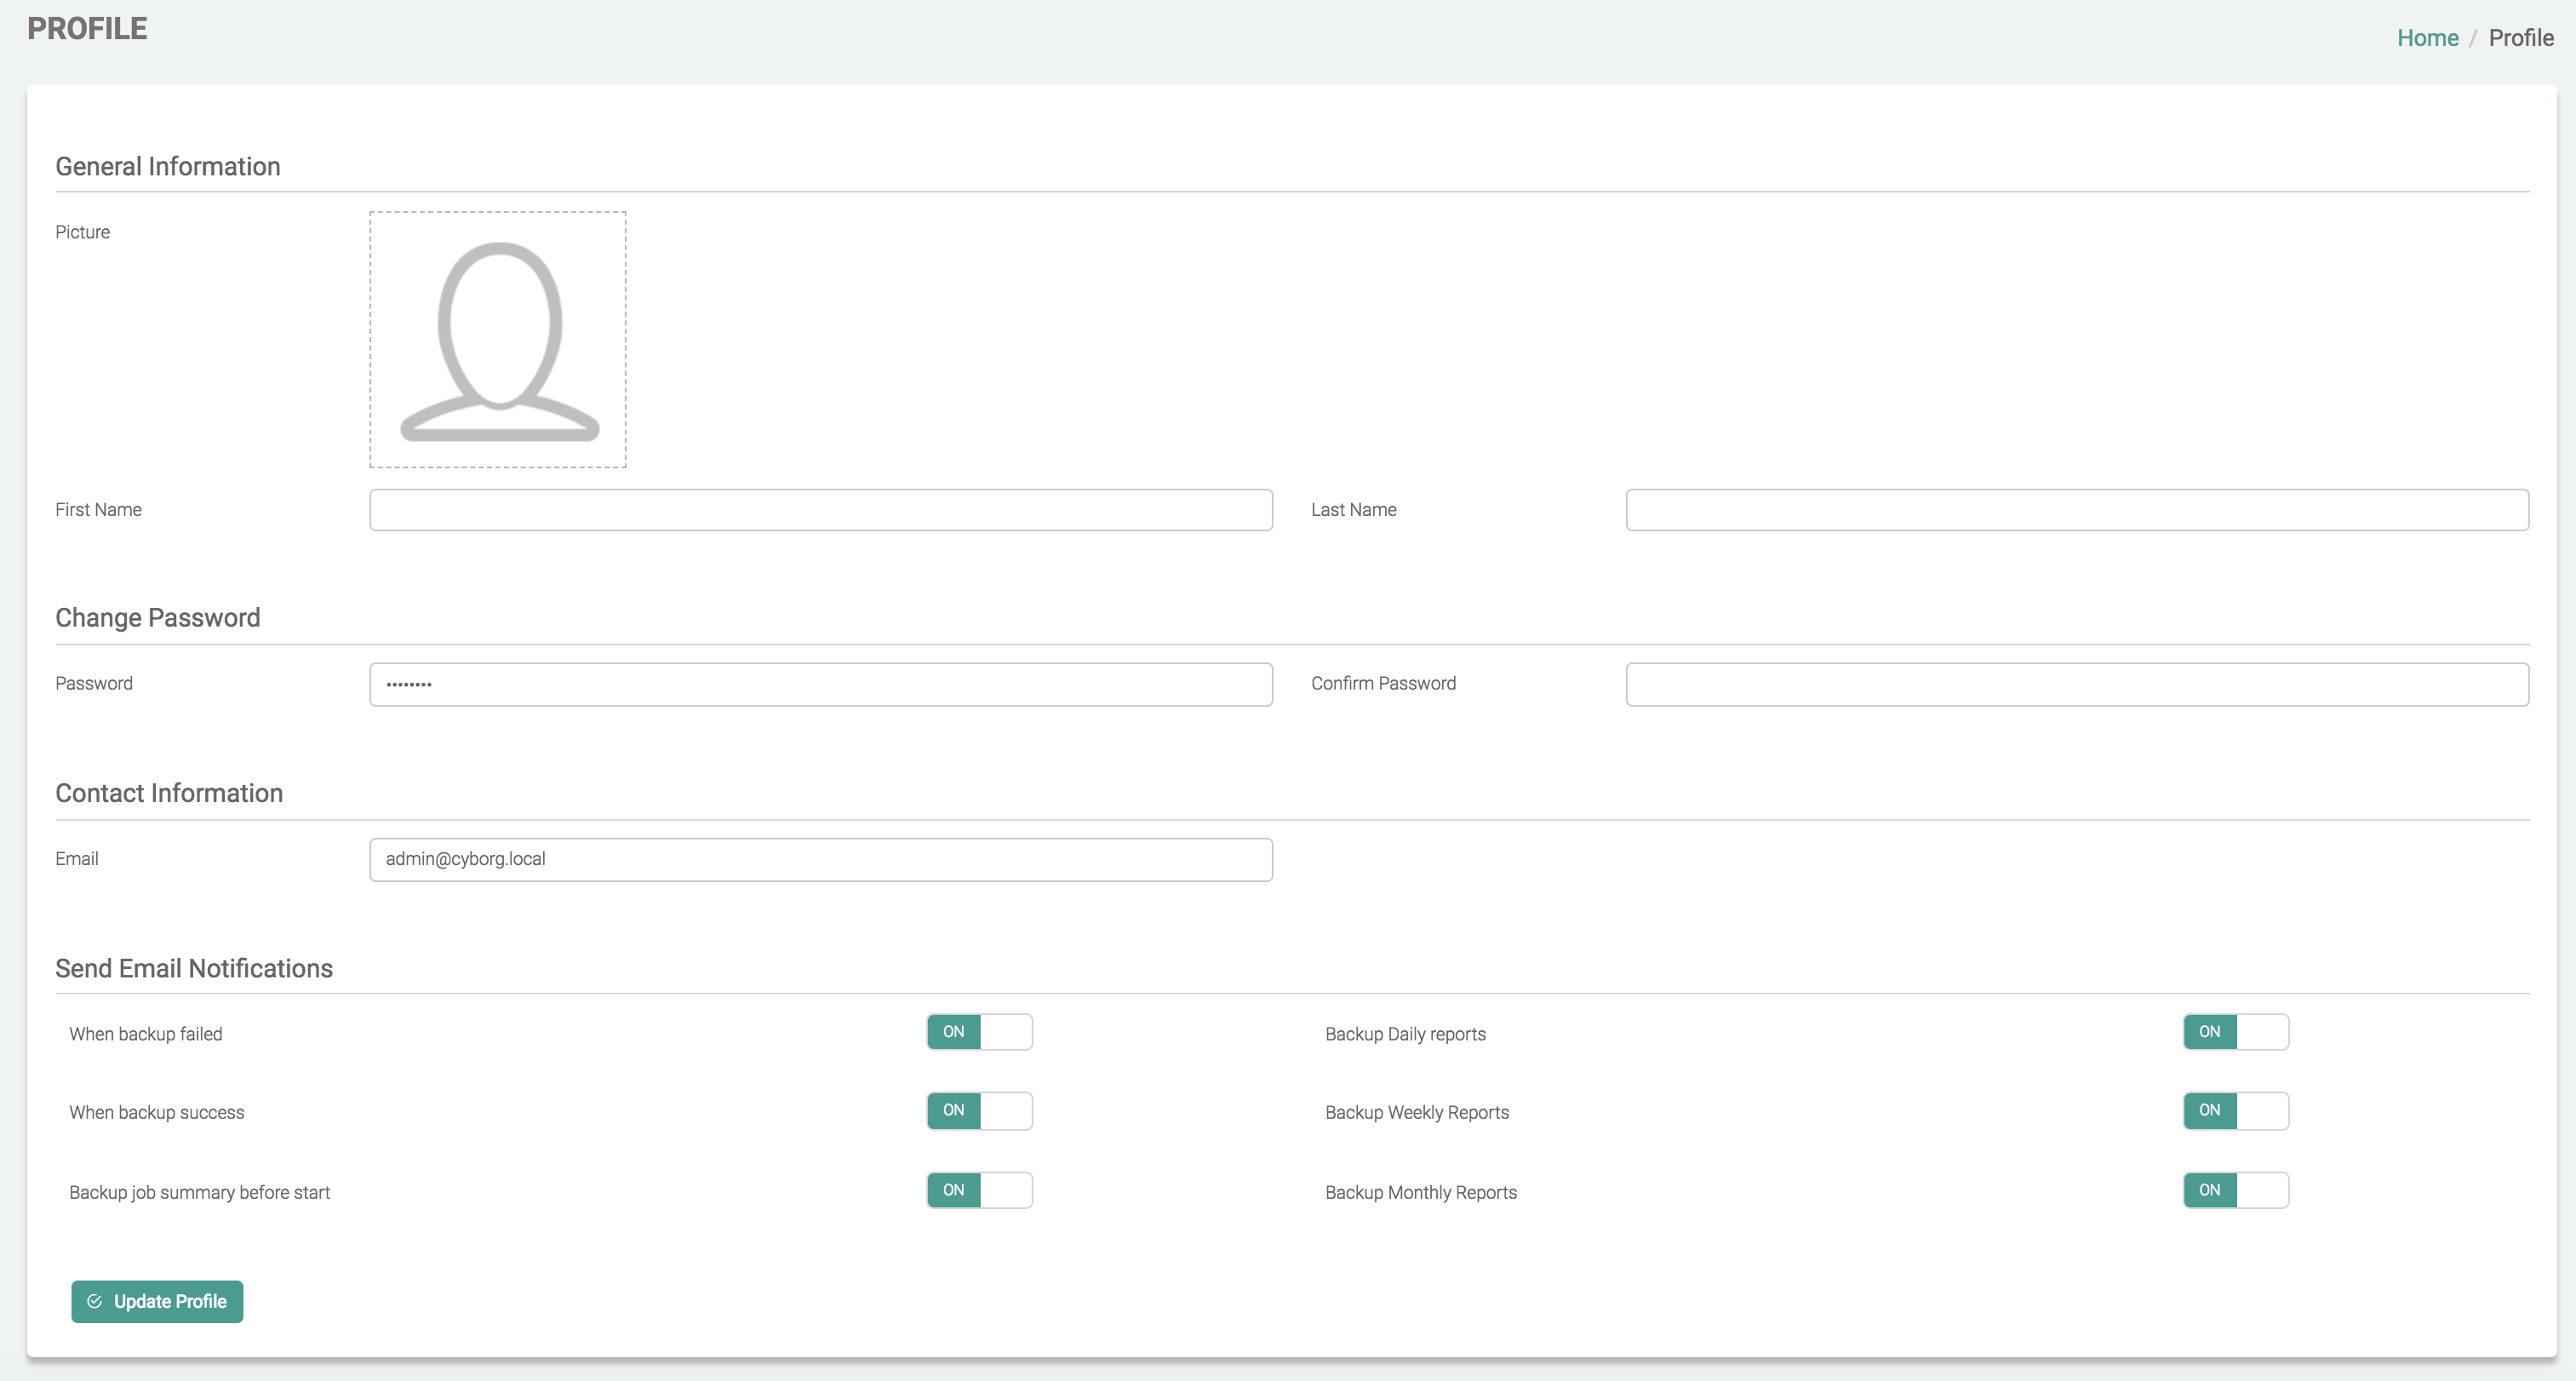 PROFILE
Home / Profile
General Information
Picture
First Name
Last Name
Change Password
Password
••••••••
Confirm Password
Contact Information
Email
admin@cyborg.local
Send Email Notifications
When backup failed
ON
Backup Daily reports
ON
When backup success
ON
Backup Weekly Reports
ON
Backup job summary before start
ON
Backup Monthly Reports
ON
Update Profile